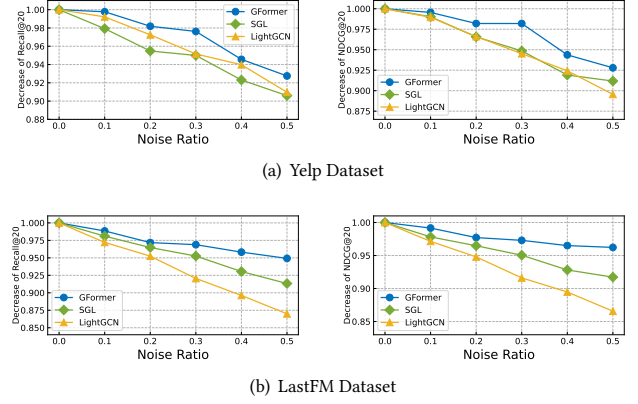 1.00
0.98
0.96
0.94
0.92
0.90
0.88
Decrease of Recall@20
GFormer
SGL
LightGCN
0.0 0.1 0.2 0.3 0.4 0.5
Noise Ratio
1.000
0.975
0.950
0.925
0.900
0.875
Decrease of NDCG@20
GFormer
SGL
LightGCN
0.0 0.1 0.2 0.3 0.4 0.5
Noise Ratio
(a) Yelp Dataset
1.000
0.975
0.950
0.925
0.900
0.875
0.850
Decrease of Recall@20
GFormer
SGL
LightGCN
0.0 0.1 0.2 0.3 0.4 0.5
Noise Ratio
1.00
0.95
0.90
0.85
Decrease of NDCG@20
GFormer
SGL
LightGCN
0.0 0.1 0.2 0.3 0.4 0.5
Noise Ratio
(b) LastFM Dataset